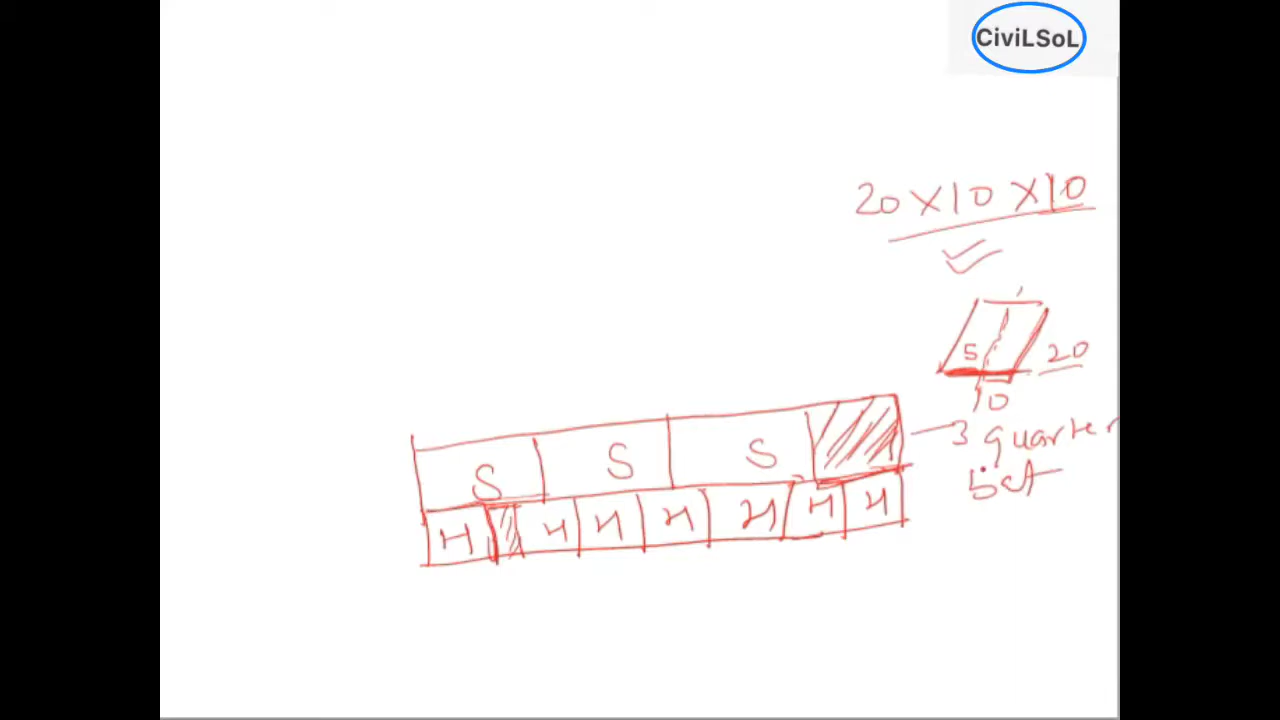 CiviLSoL
20 X 10 X 10
5 20
10
3 quarter
bat
S S S
H H H H H H H